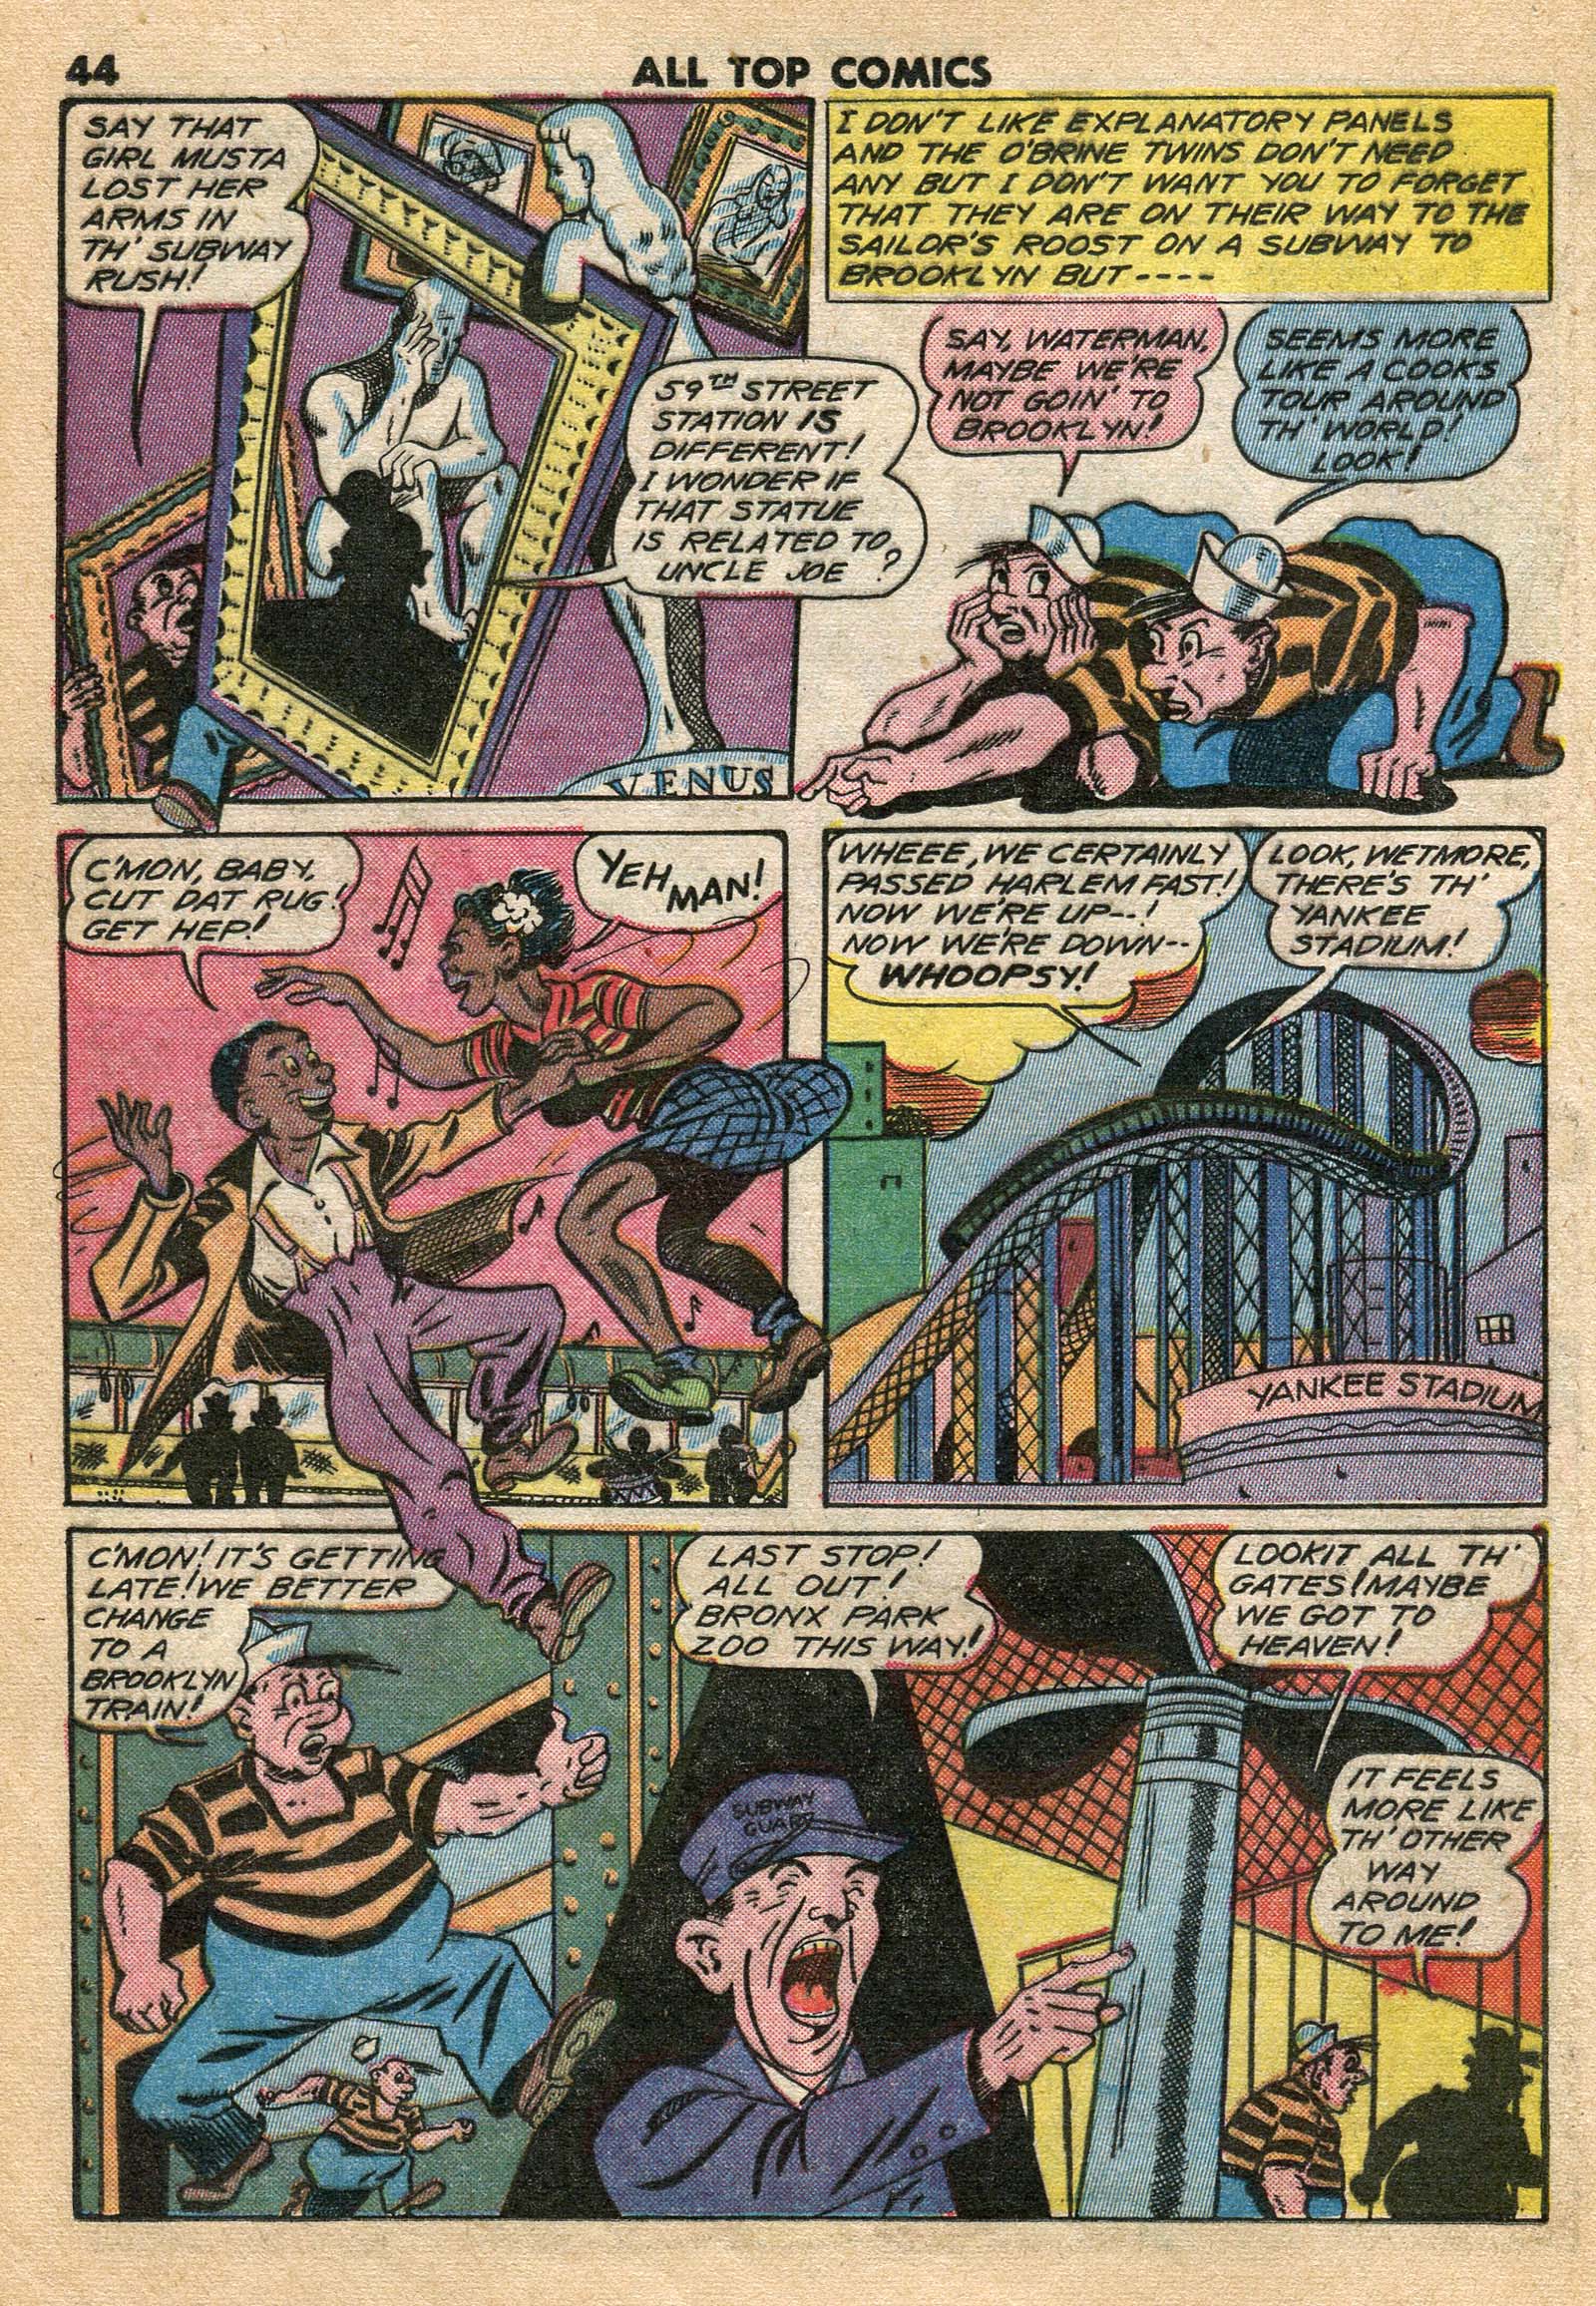 44
ALL TOP COMICS
SAY THAT
GIRL MUSTA
LOST HER
ARMS IN
TH' SUBWAY
RUSH!
59TH STREET
STATION IS
DIFFERENT!
I WONDER IF
THAT STATUE
IS RELATED TO
UNCLE JOE ?
VENUS
I DON'T LIKE EXPLANATORY PANELS
AND THE O'BRINE TWINS DON'T NEED
ANY BUT I DON'T WANT YOU TO FORGET
THAT THEY ARE ON THEIR WAY TO THE
SAILOR'S ROOST ON A SUBWAY TO
BROOKLYN BUT----
SAY, WATERMAN,
MAYBE WE'RE
NOT GOIN' TO
BROOKLYN!
SEEMS MORE
LIKE A COOK'S
TOUR AROUND
TH' WORLD!
LOOK!
C'MON, BABY,
CUT DAT RUG!
GET HEP!
YEH
MAN!
WHEEE, WE CERTAINLY
PASSED HARLEM FAST!
NOW WE'RE UP--!
NOW WE'RE DOWN--
WHOOPSY!
LOOK, WETMORE,
THERE'S TH'
YANKEE
STADIUM!
YANKEE STADIUM
C'MON! IT'S GETTING
LATE! WE BETTER
CHANGE
TO A
BROOKLYN
TRAIN!
LAST STOP!
ALL OUT!
BRONX PARK
ZOO THIS WAY!
SUBWAY
GUARD
LOOKIT ALL TH'
GATES! MAYBE
WE GOT TO
HEAVEN!
IT FEELS
MORE LIKE
TH' OTHER
WAY
AROUND
TO ME!